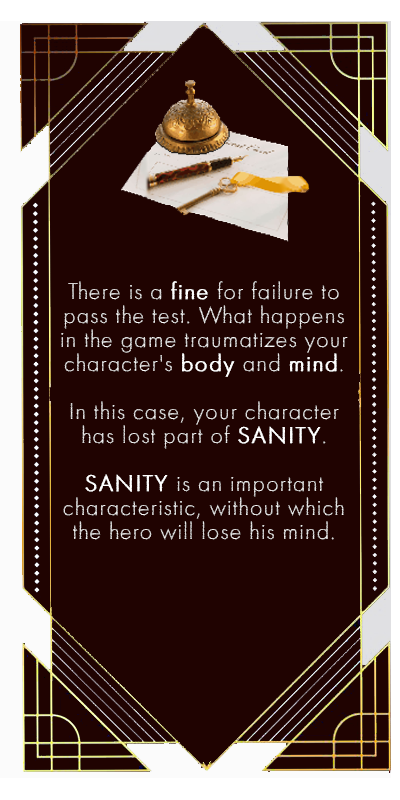 There is a fine for failure to
pass the test. What happens
in the game traumatizes your
character's body and mind.
In this case, your character
has lost part of SANITY.
SANITY is an important
characteristic, without which
the hero will lose his mind.